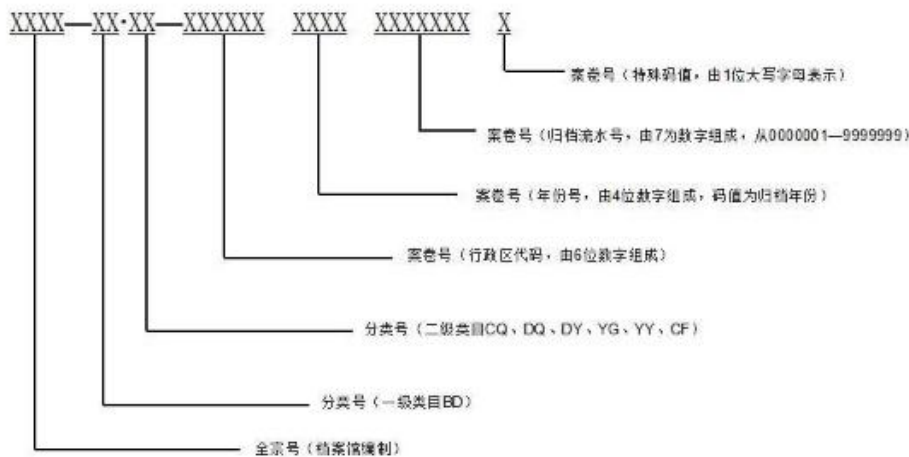 XXXX—XX·XX—XXXXXX XXXX XXXXXXX X
案卷号（特殊码值，由1位大写字母表示）
案卷号（归档流水号，由7为数字组成，从0000001—9999999）
案卷号（年份号，由4位数字组成，码值为归档年份）
案卷号（行政区代码，由6位数字组成）
分类号（二级类目CQ、DQ、DY、YG、YY、CF）
分类号（一级类目BD）
全宗号（档案馆编制）